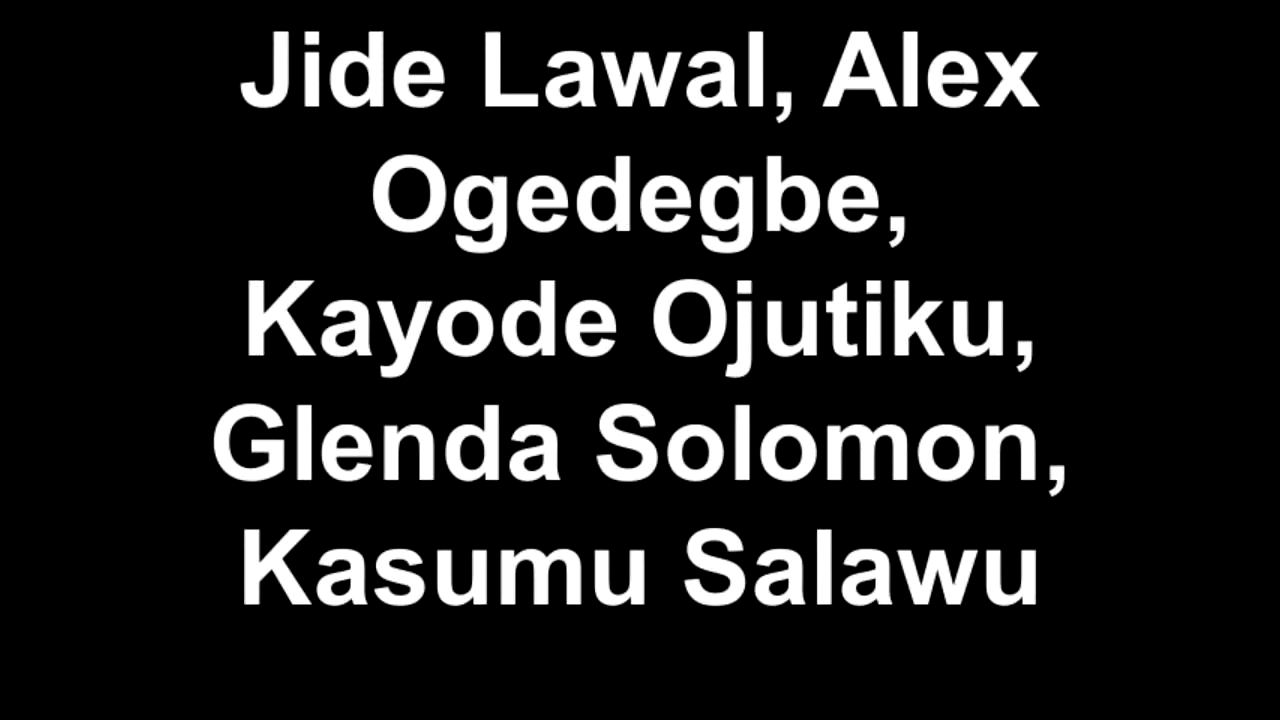 Jide Lawal, Alex
Ogedegbe,
Kayode Ojutiku,
Glenda Solomon,
Kasumu Salawu